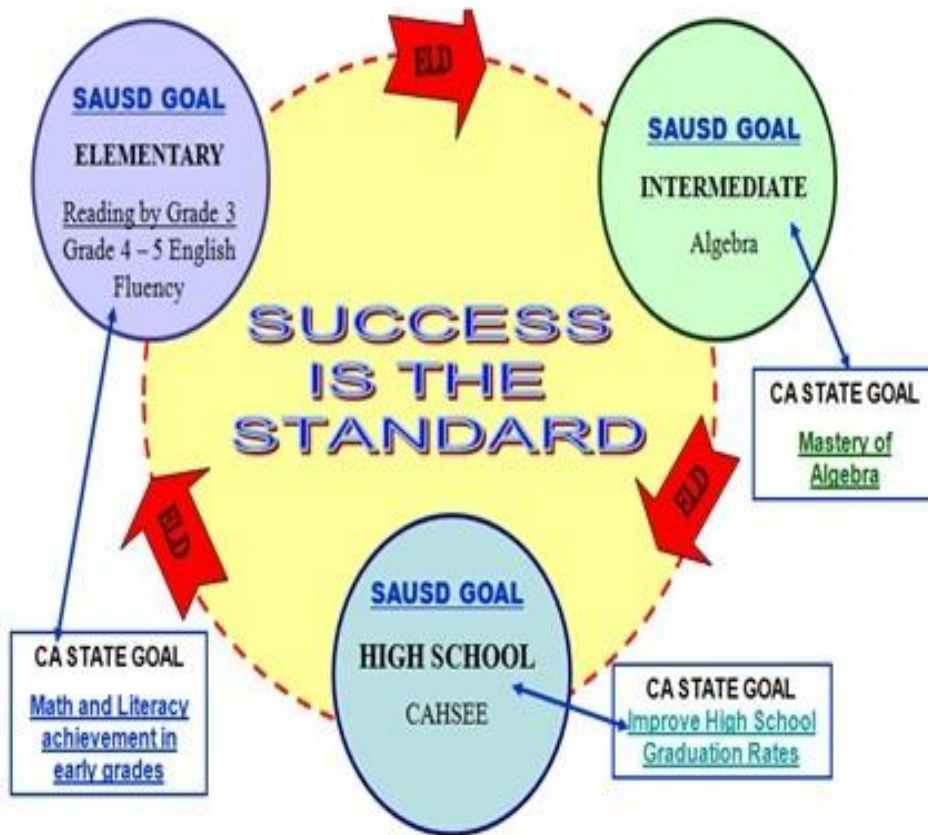 ELD
SAUSD GOAL
ELEMENTARY
Reading by Grade 3
Grade 4 – 5 English
Fluency
SAUSD GOAL
INTERMEDIATE
Algebra
SUCCESS
IS THE
STANDARD
CA STATE GOAL
Mastery of
Algebra
ELD
ELD
SAUSD GOAL
HIGH SCHOOL
CAHSEE
CA STATE GOAL
Math and Literacy
achievement in
early grades
CA STATE GOAL
Improve High School
Graduation Rates